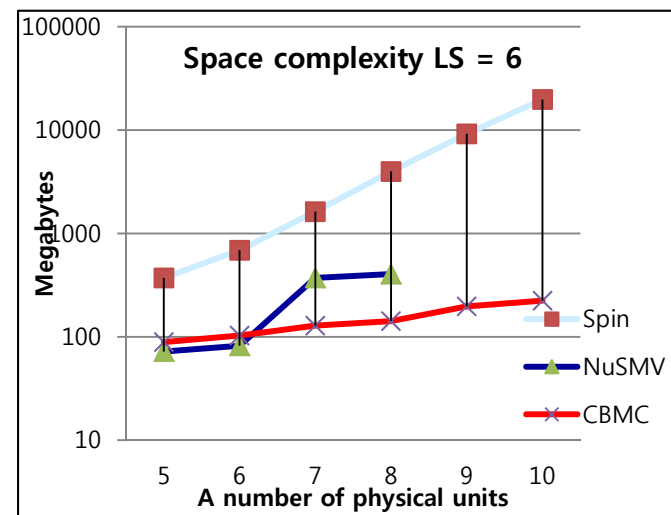 Space complexity LS = 6
100000
10000
1000
100
10
Megabytes
5 6 7 8 9 10
A number of physical units
Spin
NuSMV
CBMC